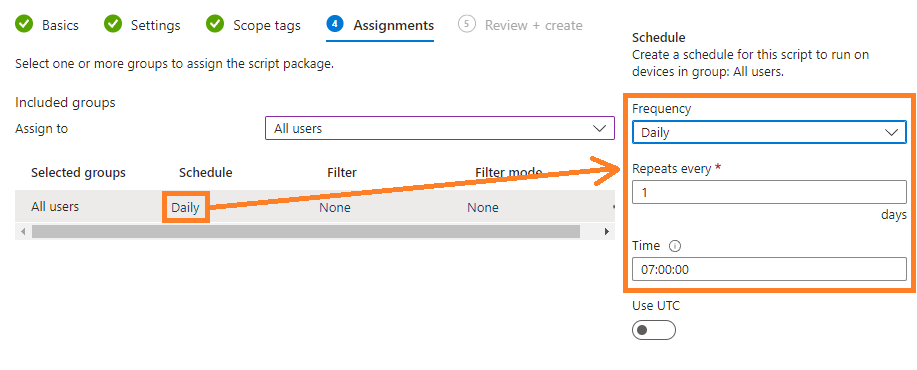 Basics
Settings
Scope tags
4 Assignments
5 Review + create
Select one or more groups to assign the script package.
Included groups
Assign to
All users
Selected groups Schedule Filter Filter mode
All users Daily None None
Schedule
Create a schedule for this script to run on
devices in group: All users.
Frequency
Daily
Repeats every *
1
days
Time
07:00:00
Use UTC